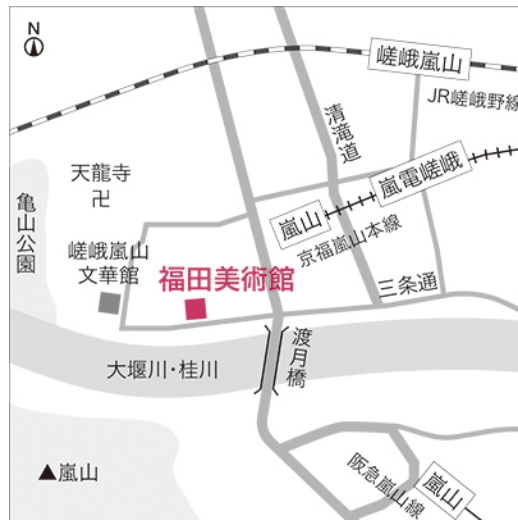 N
嵯峨嵐山
JR嵯峨野線
清滝道
天龍寺
卍
嵐電嵯峨
亀山公園
嵐山
京福嵐山本線
嵯峨嵐山
文華館
福田美術館
三条通
渡月橋
大堰川・桂川
▲嵐山
阪急嵐山線
嵐山